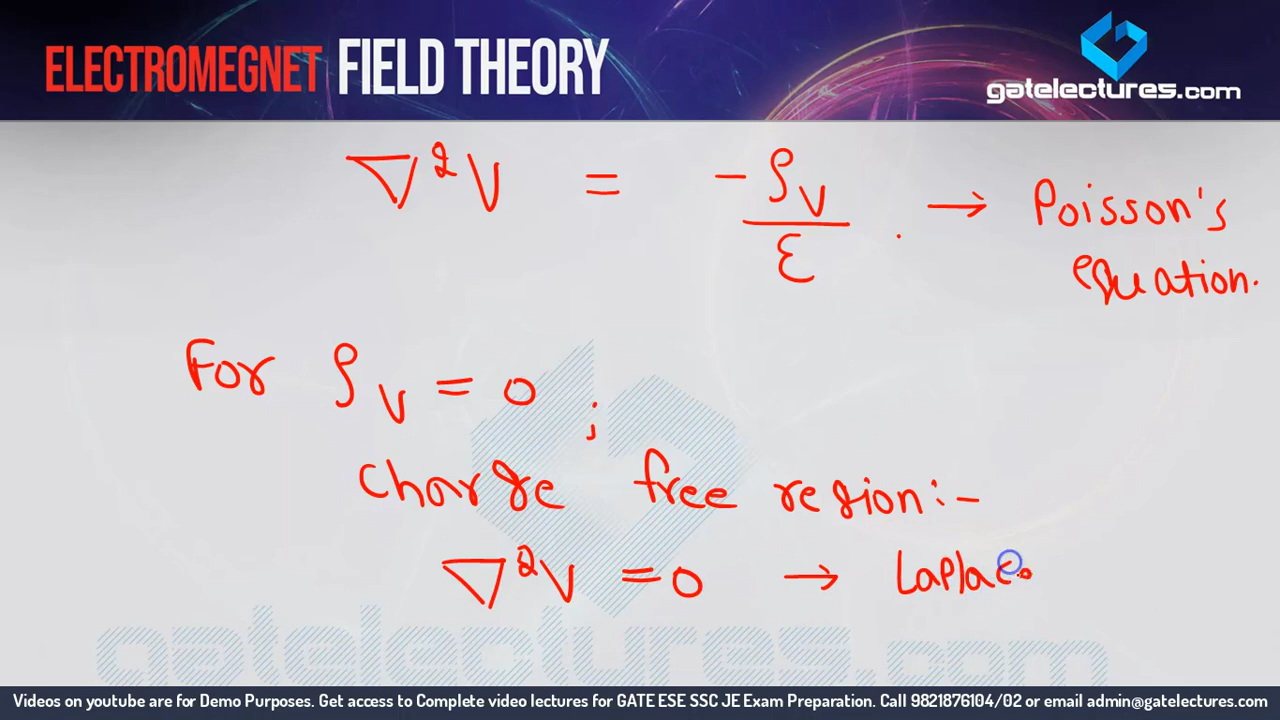 ELECTROMEGNET FIELD THEORY
gatelectures.com
∇²V = -ρV/ε . → Poisson's
equation.
For ρV = 0 ;
Charge free region:-
∇²V = 0 → Laplace
gatelectures.com
Videos on youtube are for Demo Purposes. Get access to Complete video lectures for GATE ESE SSC JE Exam Preparation. Call 9821876104/02 or email admin@gatelectures.com